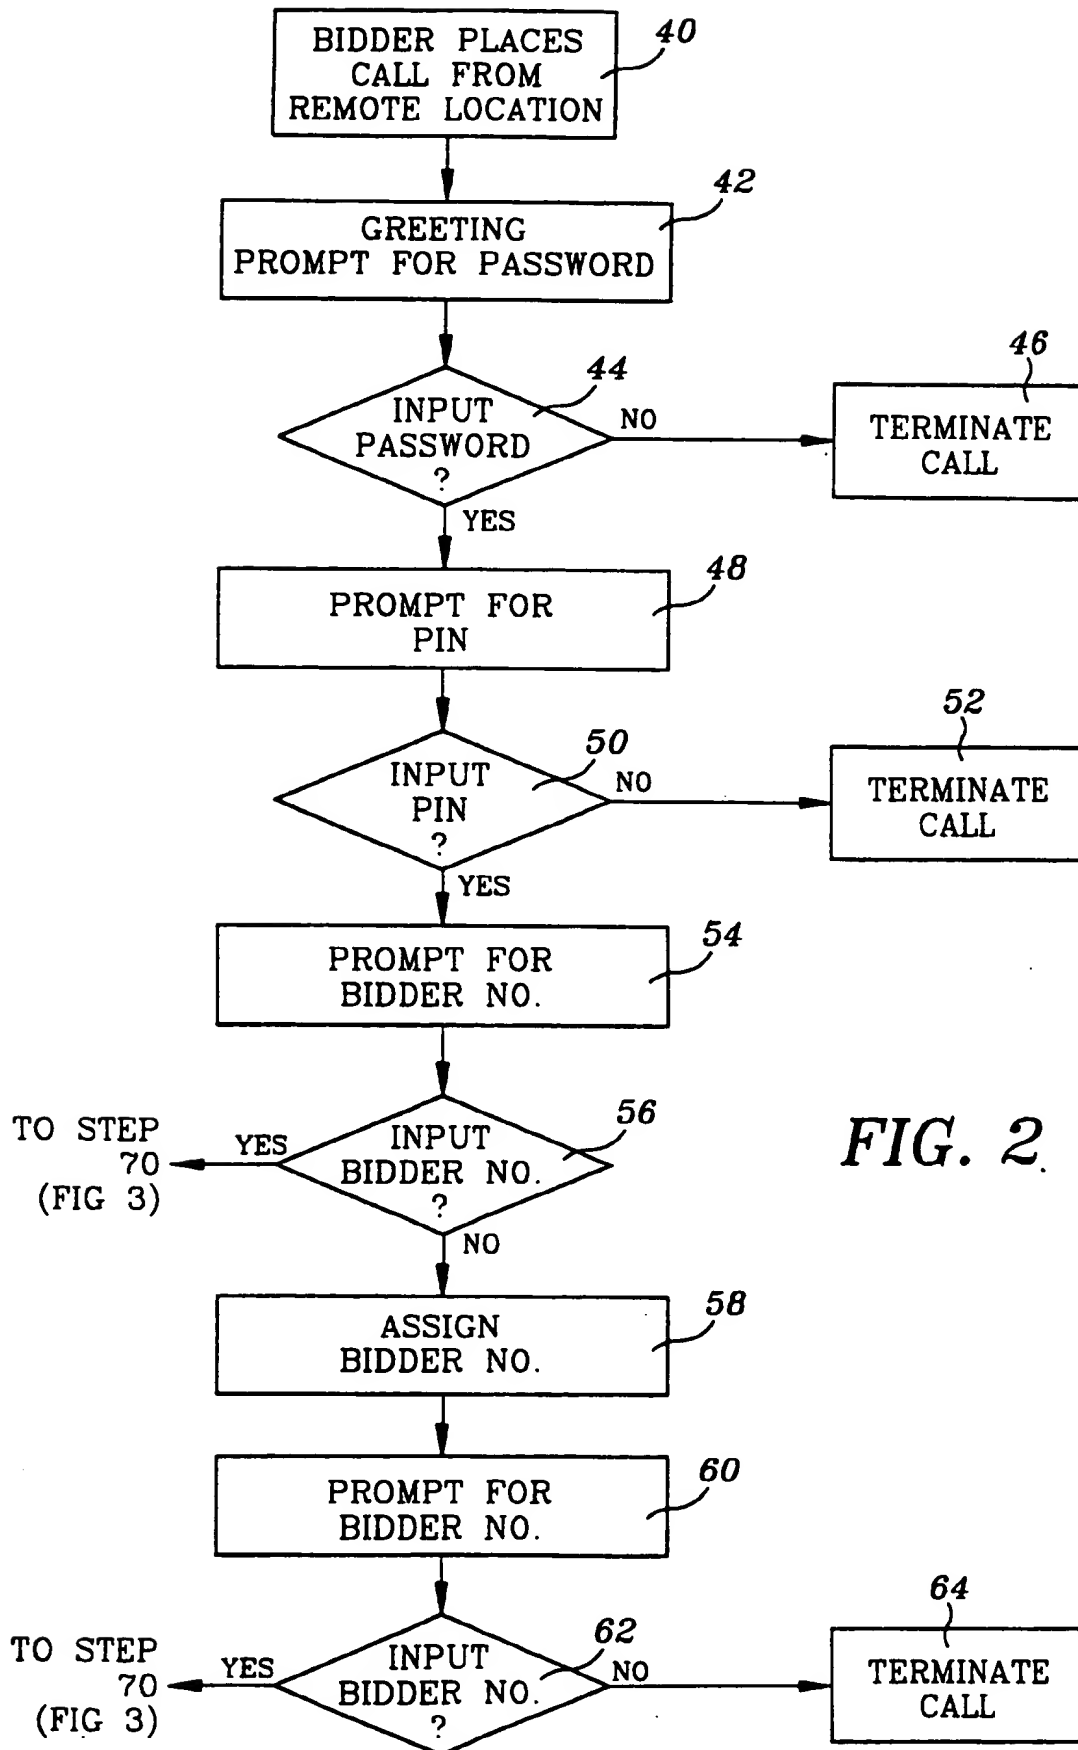 BIDDER PLACES
CALL FROM
REMOTE LOCATION
40
GREETING
PROMPT FOR PASSWORD
42
INPUT
PASSWORD
?
44
NO
46
TERMINATE
CALL
YES
PROMPT FOR
PIN
48
INPUT
PIN
?
50
NO
52
TERMINATE
CALL
YES
PROMPT FOR
BIDDER NO.
54
INPUT
BIDDER NO.
?
56
YES
TO STEP
70
(FIG 3)
FIG. 2
NO
ASSIGN
BIDDER NO.
58
PROMPT FOR
BIDDER NO.
60
INPUT
BIDDER NO.
?
62
YES
TO STEP
70
(FIG 3)
NO
64
TERMINATE
CALL